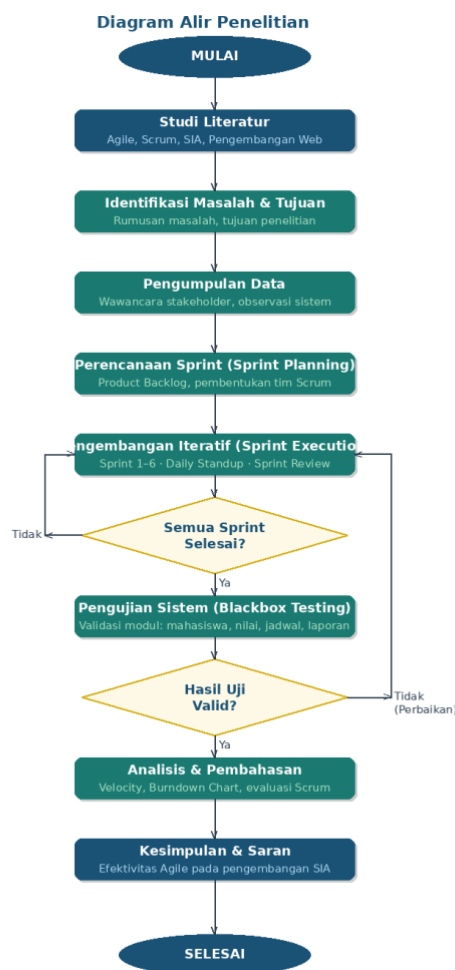 Diagram Alir Penelitian
MULAI
Studi Literatur
Agile, Scrum, SIA, Pengembangan Web
Identifikasi Masalah & Tujuan
Rumusan masalah, tujuan penelitian
Pengumpulan Data
Wawancara stakeholder, observasi sistem
Perencanaan Sprint (Sprint Planning)
Product Backlog, pembentukan tim Scrum
engembangan Iteratif (Sprint Executio
Sprint 1–6 · Daily Standup · Sprint Review
Semua Sprint
Selesai?
Tidak
Ya
Pengujian Sistem (Blackbox Testing)
Validasi modul: mahasiswa, nilai, jadwal, laporan
Hasil Uji
Valid?
Tidak
(Perbaikan)
Ya
Analisis & Pembahasan
Velocity, Burndown Chart, evaluasi Scrum
Kesimpulan & Saran
Efektivitas Agile pada pengembangan SIA
SELESAI